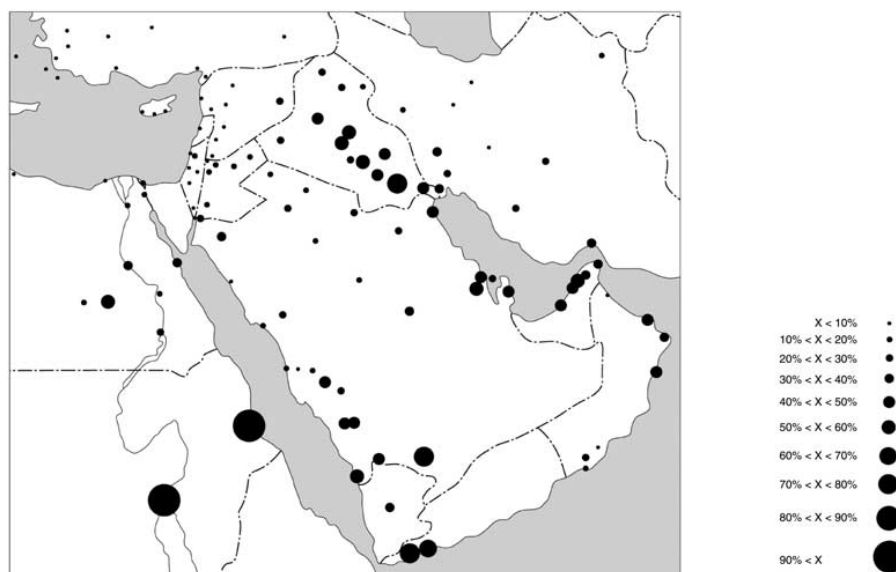 X < 10%
10% < X < 20%
20% < X < 30%
30% < X < 40%
40% < X < 50%
50% < X < 60%
60% < X < 70%
70% < X < 80%
80% < X < 90%
90% < X